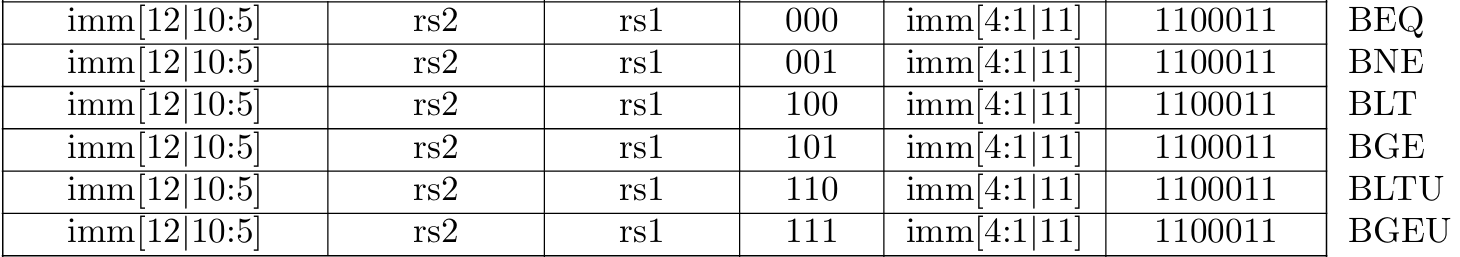 imm[12|10:5] rs2 rs1 000 imm[4:1|11] 1100011 BEQ
imm[12|10:5] rs2 rs1 001 imm[4:1|11] 1100011 BNE
imm[12|10:5] rs2 rs1 100 imm[4:1|11] 1100011 BLT
imm[12|10:5] rs2 rs1 101 imm[4:1|11] 1100011 BGE
imm[12|10:5] rs2 rs1 110 imm[4:1|11] 1100011 BLTU
imm[12|10:5] rs2 rs1 111 imm[4:1|11] 1100011 BGEU